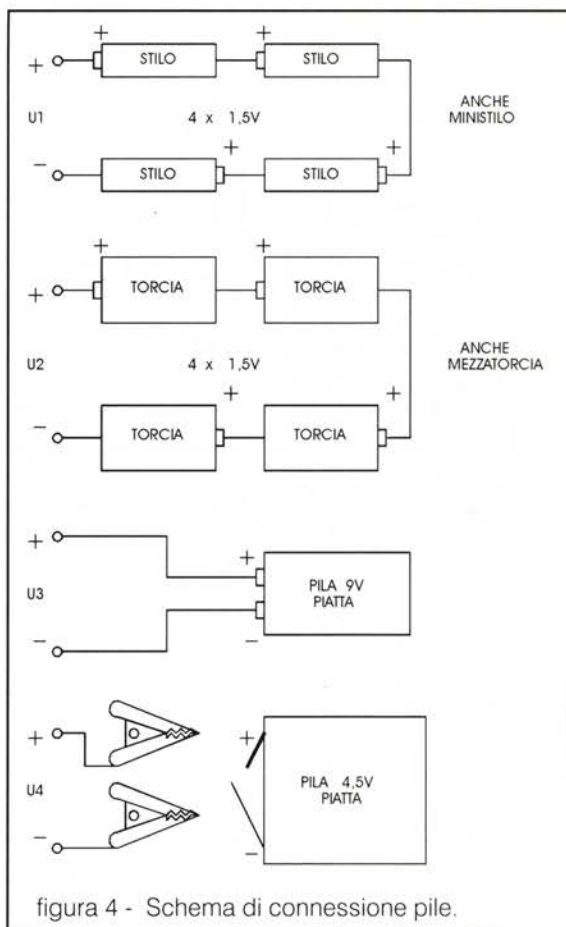 + +
STILO STILO
+
ANCHE
MINISTILO
U1 4 x 1,5V
+ +
−
STILO STILO
+ +
TORCIA TORCIA
+
ANCHE
MEZZATORCIA
U2 4 x 1,5V
+ +
−
TORCIA TORCIA
+ +
PILA 9V
PIATTA
U3
− −
+ +
PILA 4,5V
PIATTA
U4
− −
figura 4 - Schema di connessione pile.